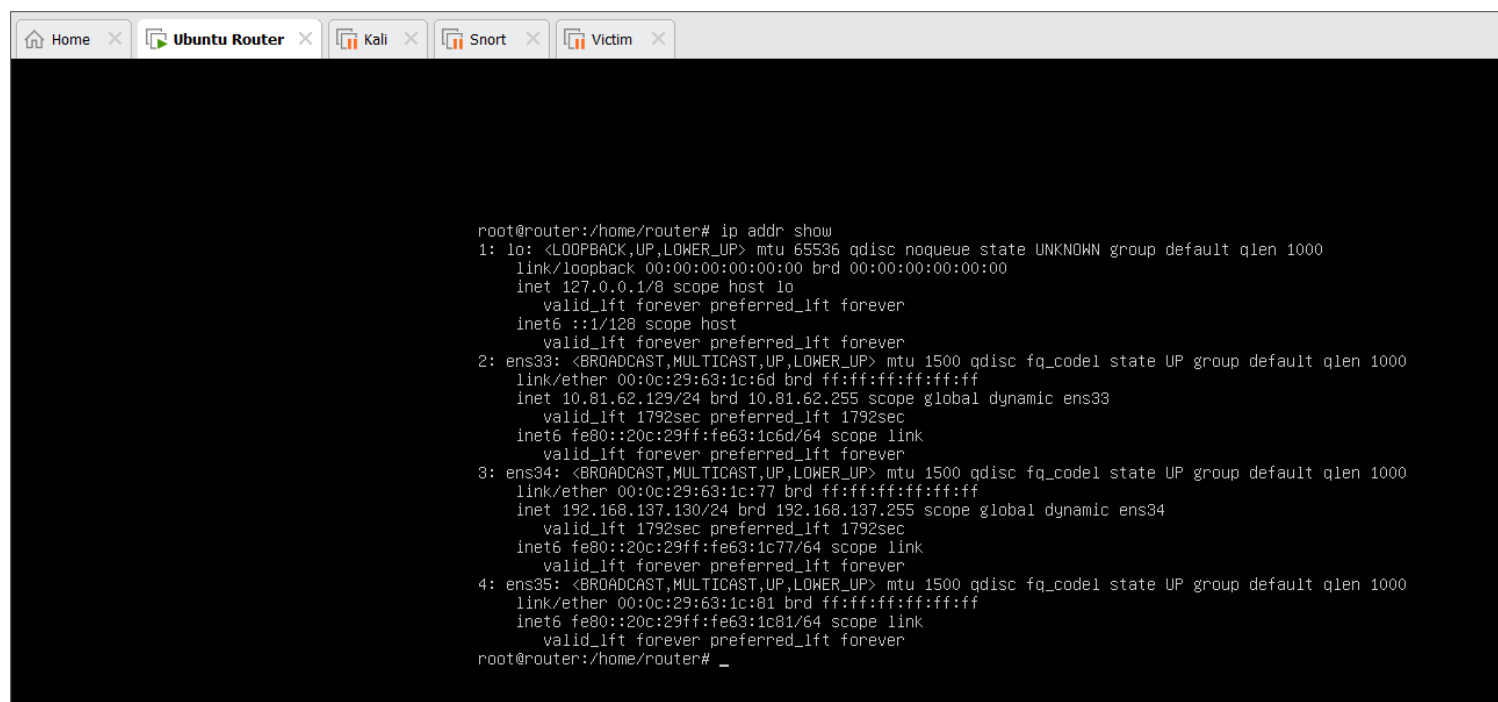 Home Ubuntu Router Kali Snort Victim
root@router:/home/router# ip addr show
1: lo: <LOOPBACK,UP,LOWER_UP> mtu 65536 qdisc noqueue state UNKNOWN group default qlen 1000
link/loopback 00:00:00:00:00:00 brd 00:00:00:00:00:00
inet 127.0.0.1/8 scope host lo
valid_lft forever preferred_lft forever
inet6 ::1/128 scope host
valid_lft forever preferred_lft forever
2: ens33: <BROADCAST,MULTICAST,UP,LOWER_UP> mtu 1500 qdisc fq_codel state UP group default qlen 1000
link/ether 00:0c:29:63:1c:6d brd ff:ff:ff:ff:ff:ff
inet 10.81.62.129/24 brd 10.81.62.255 scope global dynamic ens33
valid_lft 1792sec preferred_lft 1792sec
inet6 fe80::20c:29ff:fe63:1c6d/64 scope link
valid_lft forever preferred_lft forever
3: ens34: <BROADCAST,MULTICAST,UP,LOWER_UP> mtu 1500 qdisc fq_codel state UP group default qlen 1000
link/ether 00:0c:29:63:1c:77 brd ff:ff:ff:ff:ff:ff
inet 192.168.137.130/24 brd 192.168.137.255 scope global dynamic ens34
valid_lft 1792sec preferred_lft 1792sec
inet6 fe80::20c:29ff:fe63:1c77/64 scope link
valid_lft forever preferred_lft forever
4: ens35: <BROADCAST,MULTICAST,UP,LOWER_UP> mtu 1500 qdisc fq_codel state UP group default qlen 1000
link/ether 00:0c:29:63:1c:81 brd ff:ff:ff:ff:ff:ff
inet6 fe80::20c:29ff:fe63:1c81/64 scope link
valid_lft forever preferred_lft forever
root@router:/home/router# _